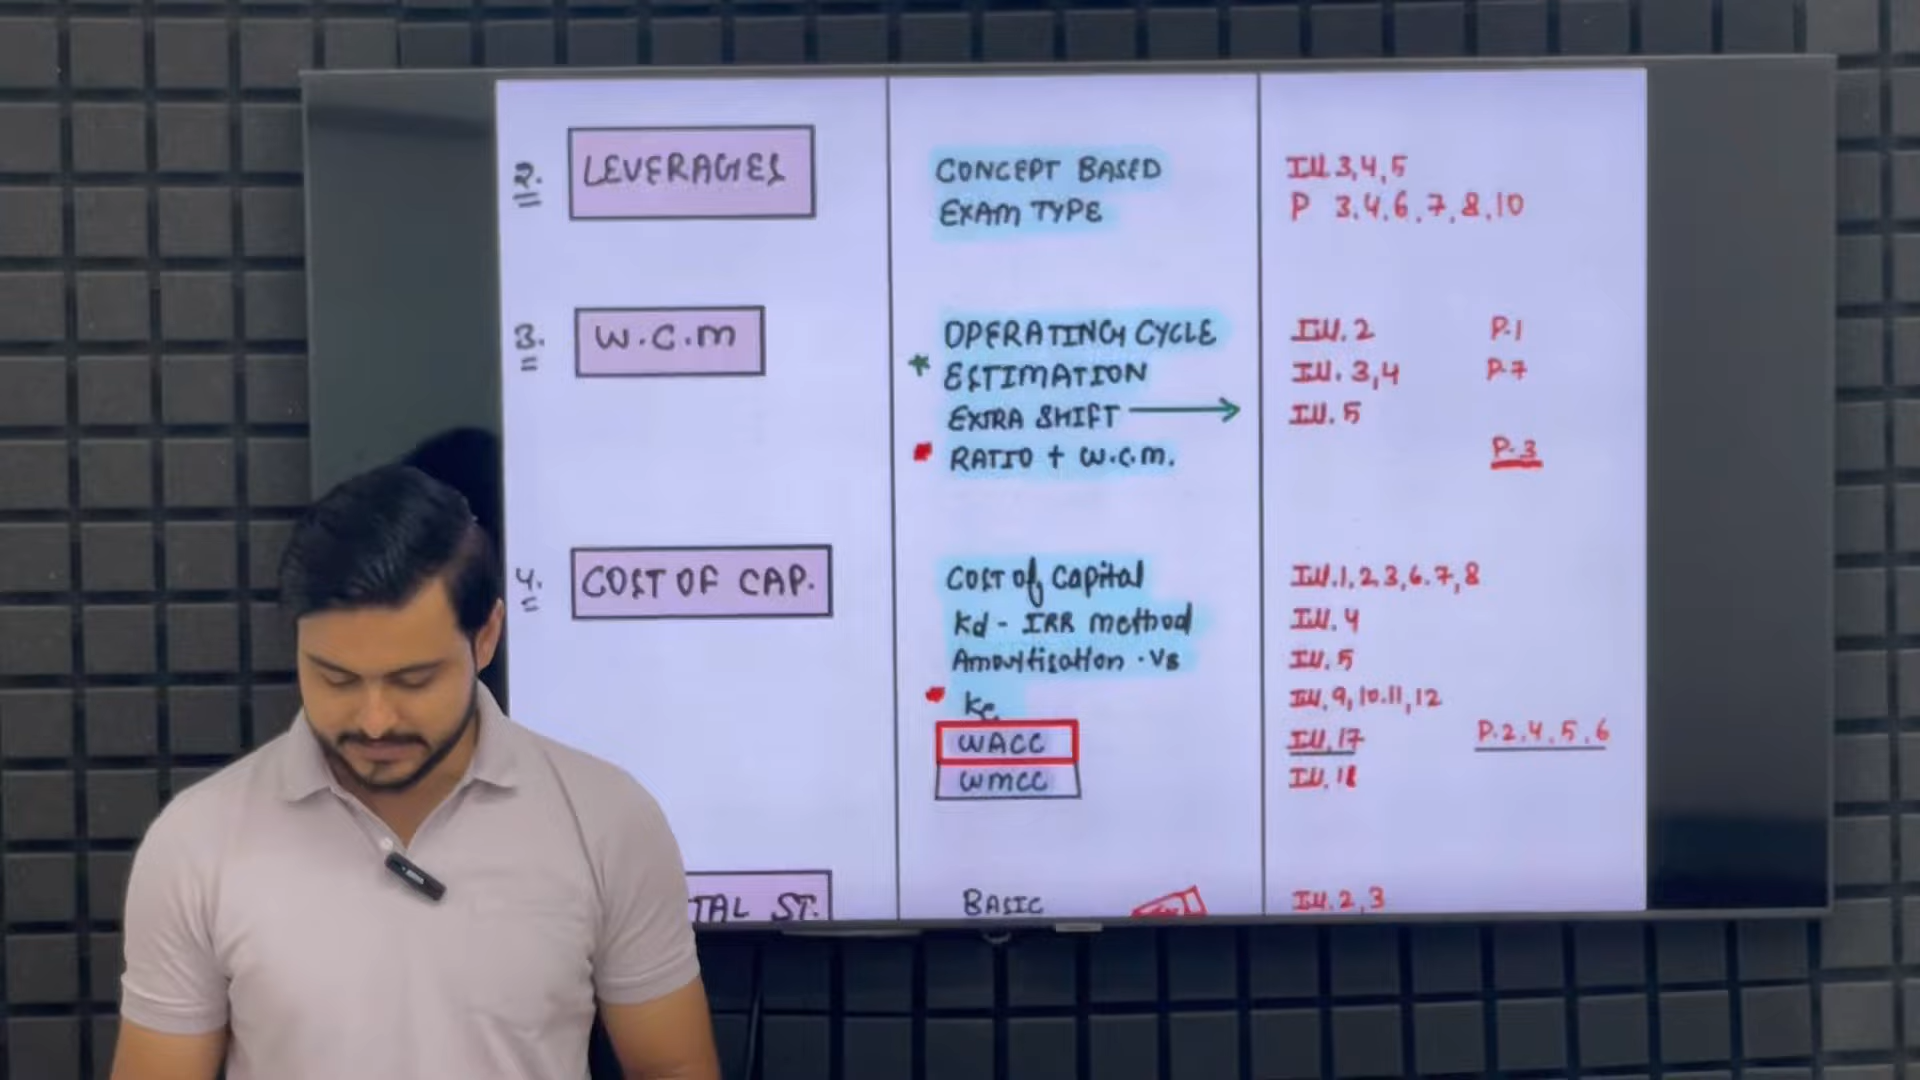 2. LEVERAGES
CONCEPT BASED
EXAM TYPE
Ill. 3,4,5
P 3,4,6,7,8,10
3. W.C.M
OPERATING CYCLE
* ESTIMATION
EXTRA SHIFT →
RATIO + W.C.M.
Ill. 2 P.1
Ill. 3,4 P.7
Ill. 5
P.3
4. COST OF CAP.
COST of Capital
Kd - IRR method
Amortisation . Vs
Ke
WACC
WMCC
Ill. 1,2 3,6.7,8
Ill. 4
Ill. 5
Ill. 9,10.11,12
Ill. 17 P.2,4,5,6
Ill. 18
TAL ST.
BASIC
Ill. 2,3